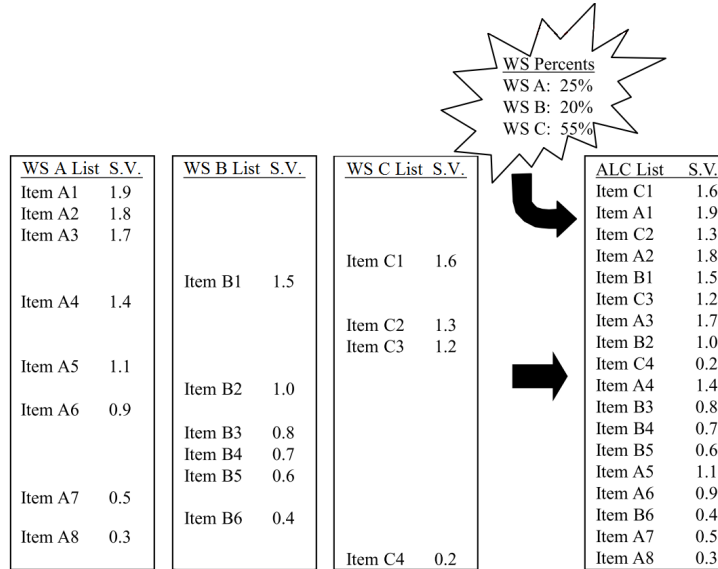 WS Percents
WS A: 25%
WS B: 20%
WS C: 55%
WS A List S.V.
Item A1 1.9
Item A2 1.8
Item A3 1.7
Item A4 1.4
Item A5 1.1
Item A6 0.9
Item A7 0.5
Item A8 0.3
WS B List S.V.
Item B1 1.5
Item B2 1.0
Item B3 0.8
Item B4 0.7
Item B5 0.6
Item B6 0.4
WS C List S.V.
Item C1 1.6
Item C2 1.3
Item C3 1.2
Item C4 0.2
ALC List S.V.
Item C1 1.6
Item A1 1.9
Item C2 1.3
Item A2 1.8
Item B1 1.5
Item C3 1.2
Item A3 1.7
Item B2 1.0
Item C4 0.2
Item A4 1.4
Item B3 0.8
Item B4 0.7
Item B5 0.6
Item A5 1.1
Item A6 0.9
Item B6 0.4
Item A7 0.5
Item A8 0.3